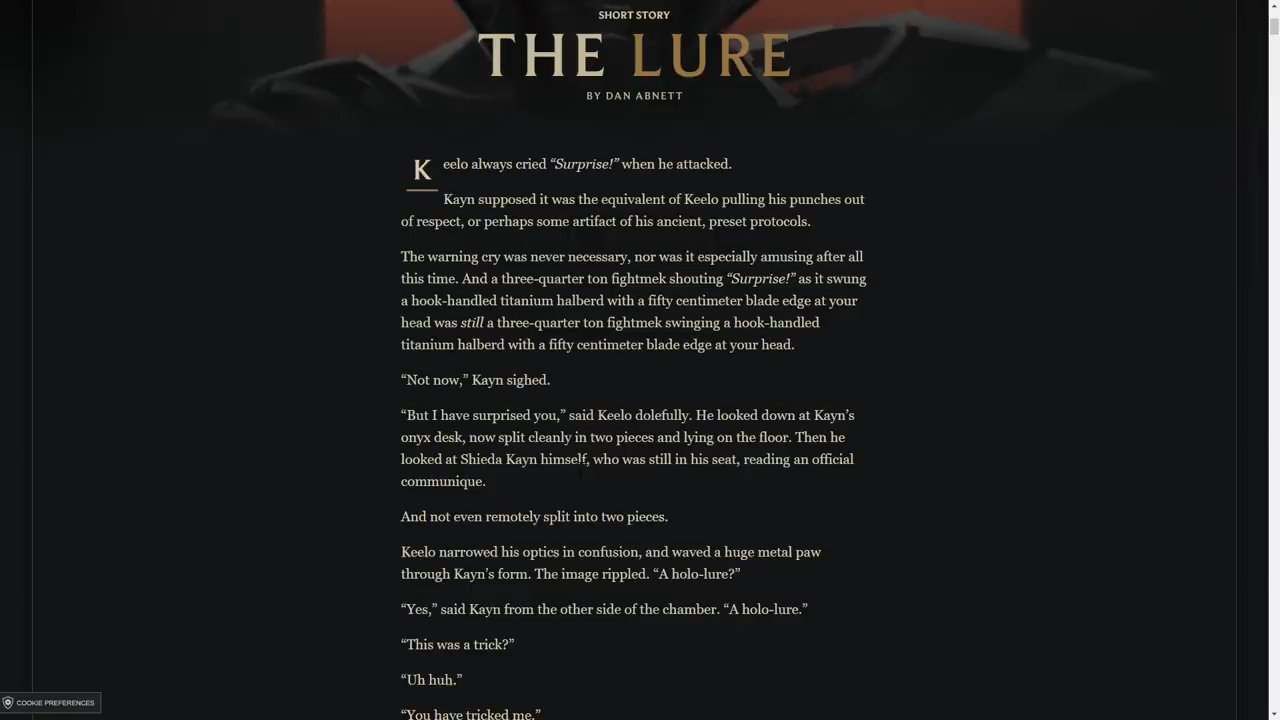 SHORT STORY
THE LURE
BY DAN ABNETT
Keelo always cried “Surprise!” when he attacked.
Kayn supposed it was the equivalent of Keelo pulling his punches out
of respect, or perhaps some artifact of his ancient, preset protocols.
The warning cry was never necessary, nor was it especially amusing after all
this time. And a three-quarter ton fightmek shouting “Surprise!” as it swung
a hook-handled titanium halberd with a fifty centimeter blade edge at your
head was still a three-quarter ton fightmek swinging a hook-handled
titanium halberd with a fifty centimeter blade edge at your head.
“Not now,” Kayn sighed.
“But I have surprised you,” said Keelo dolefully. He looked down at Kayn’s
onyx desk, now split cleanly in two pieces and lying on the floor. Then he
looked at Shieda Kayn himself, who was still in his seat, reading an official
communique.
And not even remotely split into two pieces.
Keelo narrowed his optics in confusion, and waved a huge metal paw
through Kayn’s form. The image rippled. “A holo-lure?”
“Yes,” said Kayn from the other side of the chamber. “A holo-lure.”
“This was a trick?”
“Uh huh.”
“You have tricked me.”
COOKIE PREFERENCES